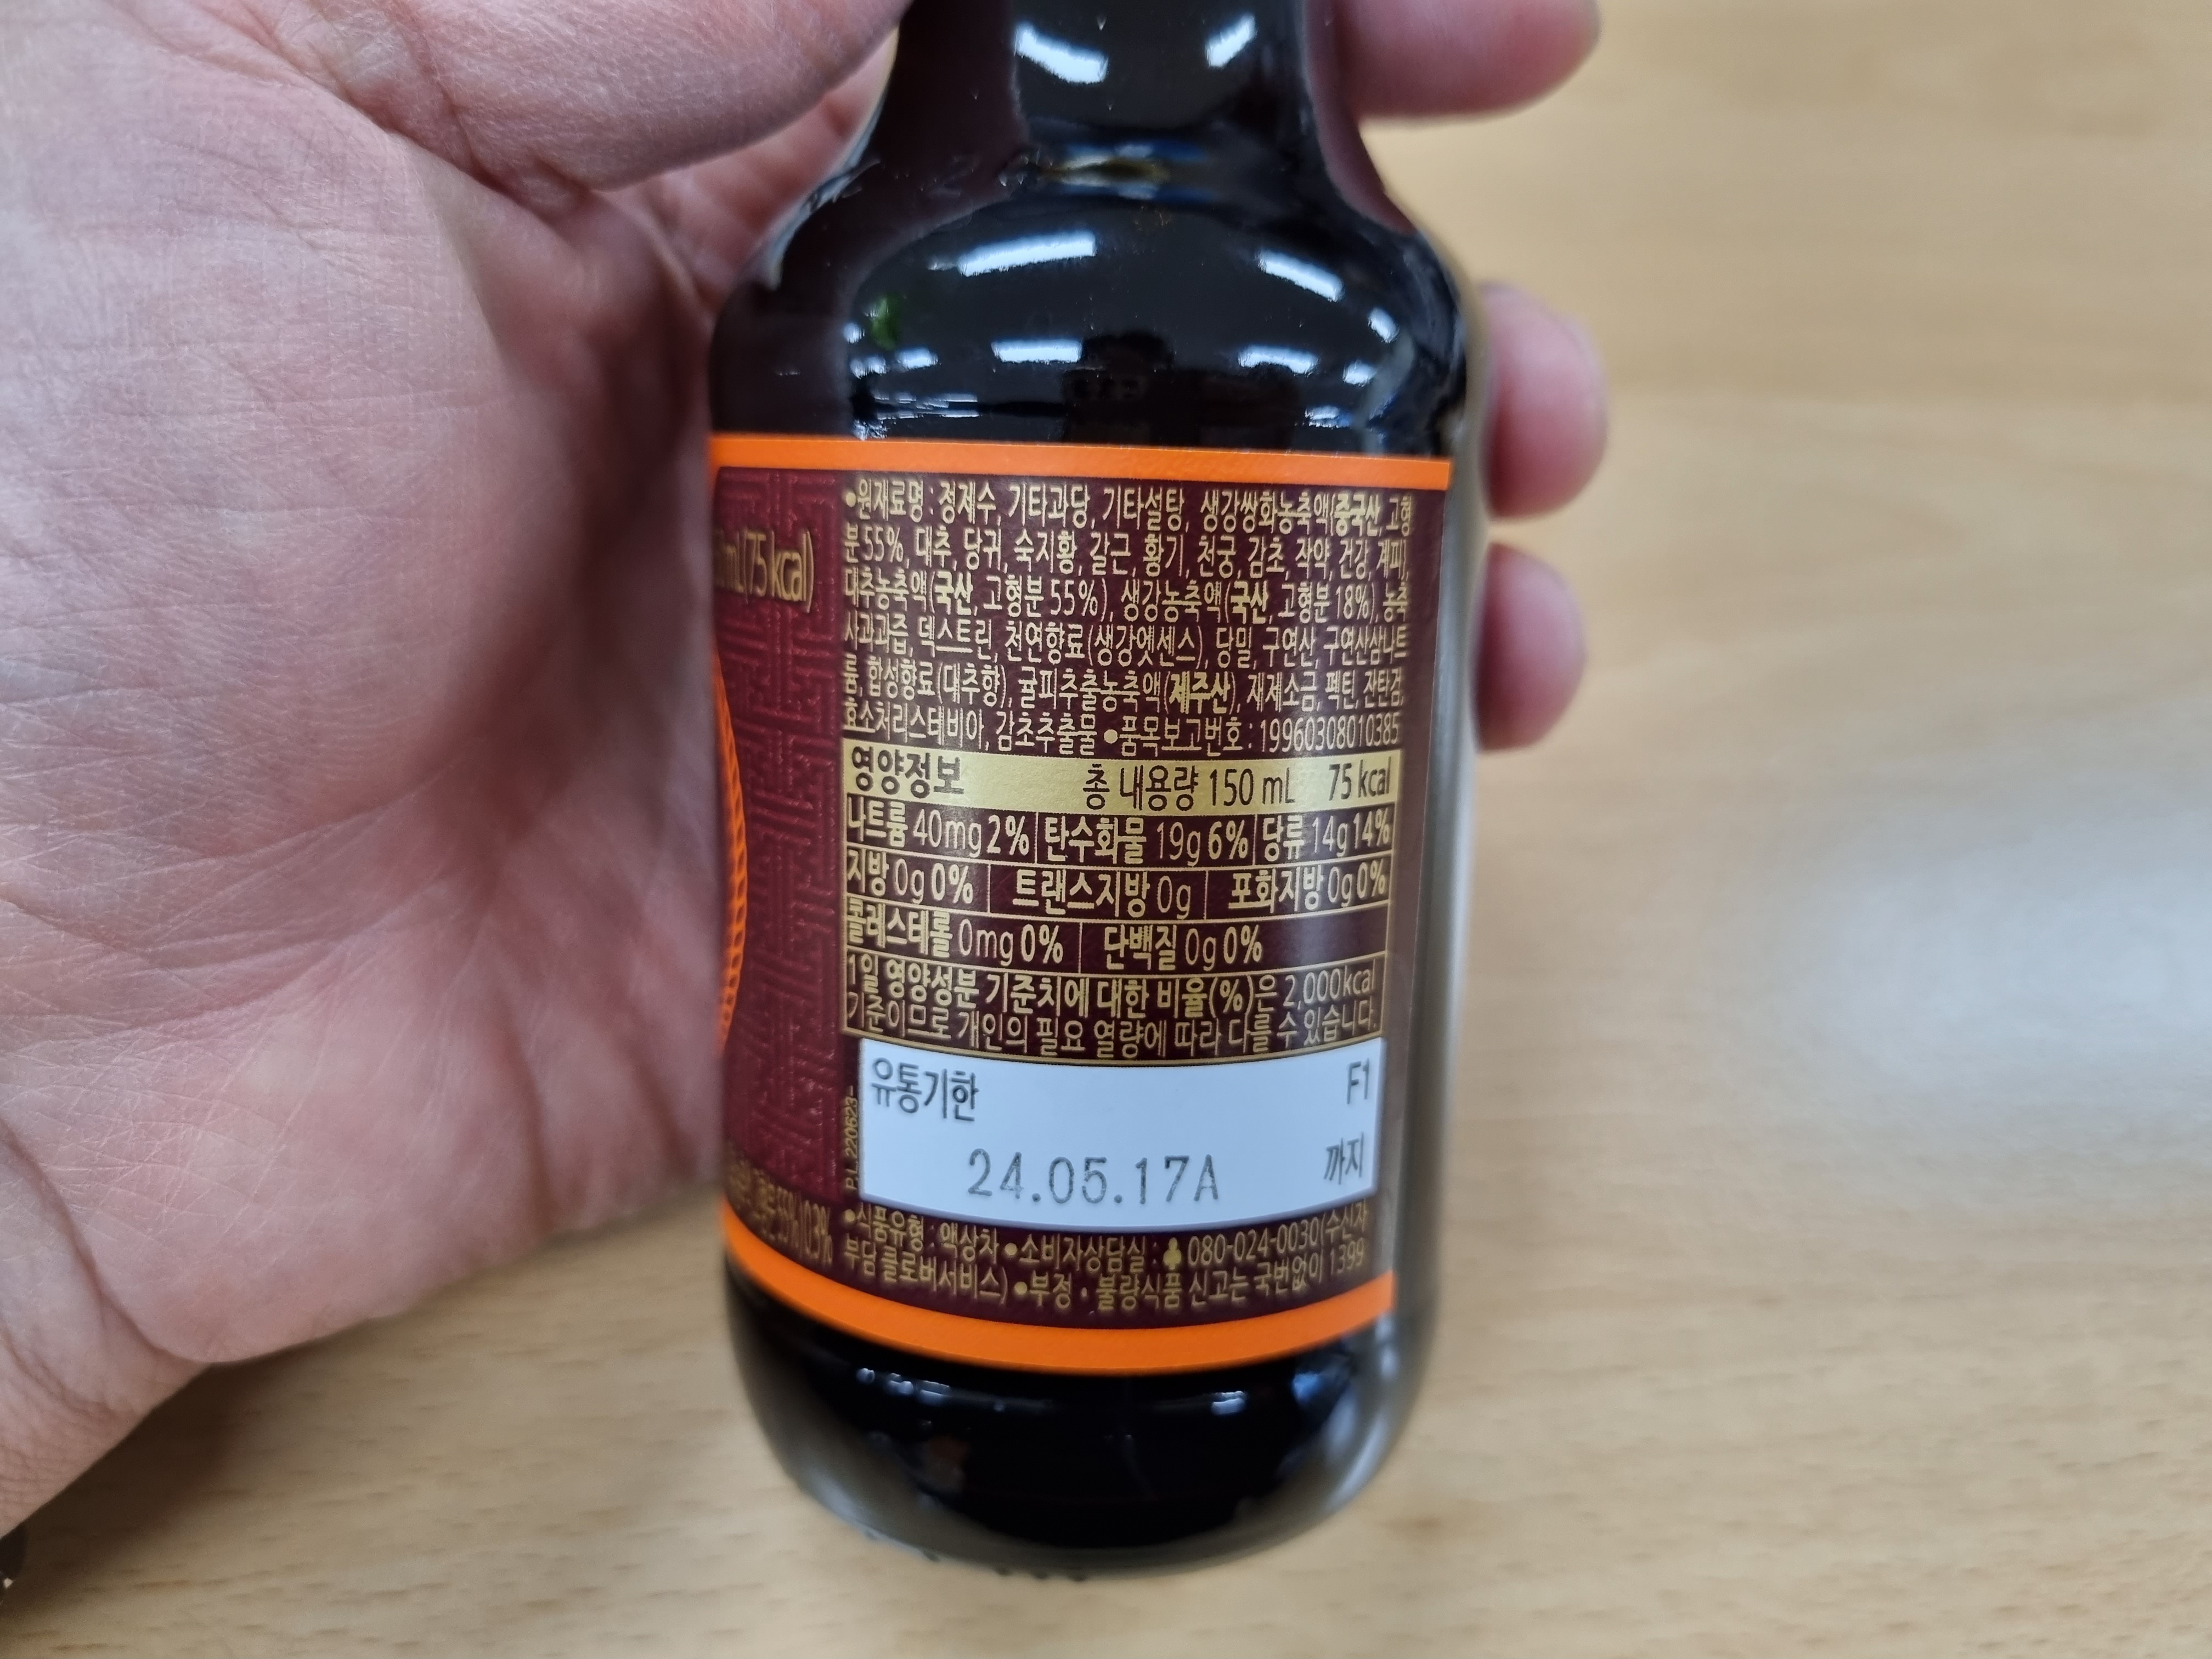 mL(75 kcal)
•원재료명 : 정제수, 기타과당, 기타설탕, 생강쌍화농축액(중국산, 고형
분 55%, 대추, 당귀, 숙지황, 갈근, 황기, 천궁, 감초, 작약, 건강, 계피),
대추농축액(국산, 고형분 55%), 생강농축액(국산, 고형분 18%), 농축
사과과즙, 덱스트린, 천연향료(생강엣센스), 당밀, 구연산, 구연산삼나트
륨, 합성향료(대추향), 귤피추출농축액(제주산), 재제소금, 펙틴, 잔탄검,
효소처리스테비아, 감초추출물 •품목보고번호 : 19960308010385
영양정보 총 내용량 150 mL 75 kcal
나트륨 40mg 2% 탄수화물 19g 6% 당류 14g 14%
지방 0g 0% 트랜스지방 0g 포화지방 0g 0%
콜레스테롤 0mg 0% 단백질 0g 0%
1일 영양성분 기준치에 대한 비율(%)은 2,000kcal
기준이므로 개인의 필요 열량에 따라 다를 수 있습니다.
유통기한 F1
24.05.17A 까지
P.L.220623-
•식품유형 : 액상차 •소비자상담실 : ♣ 080-024-0030(수신자
부담 클로버서비스) •부정 · 불량식품 신고는 국번없이 1399